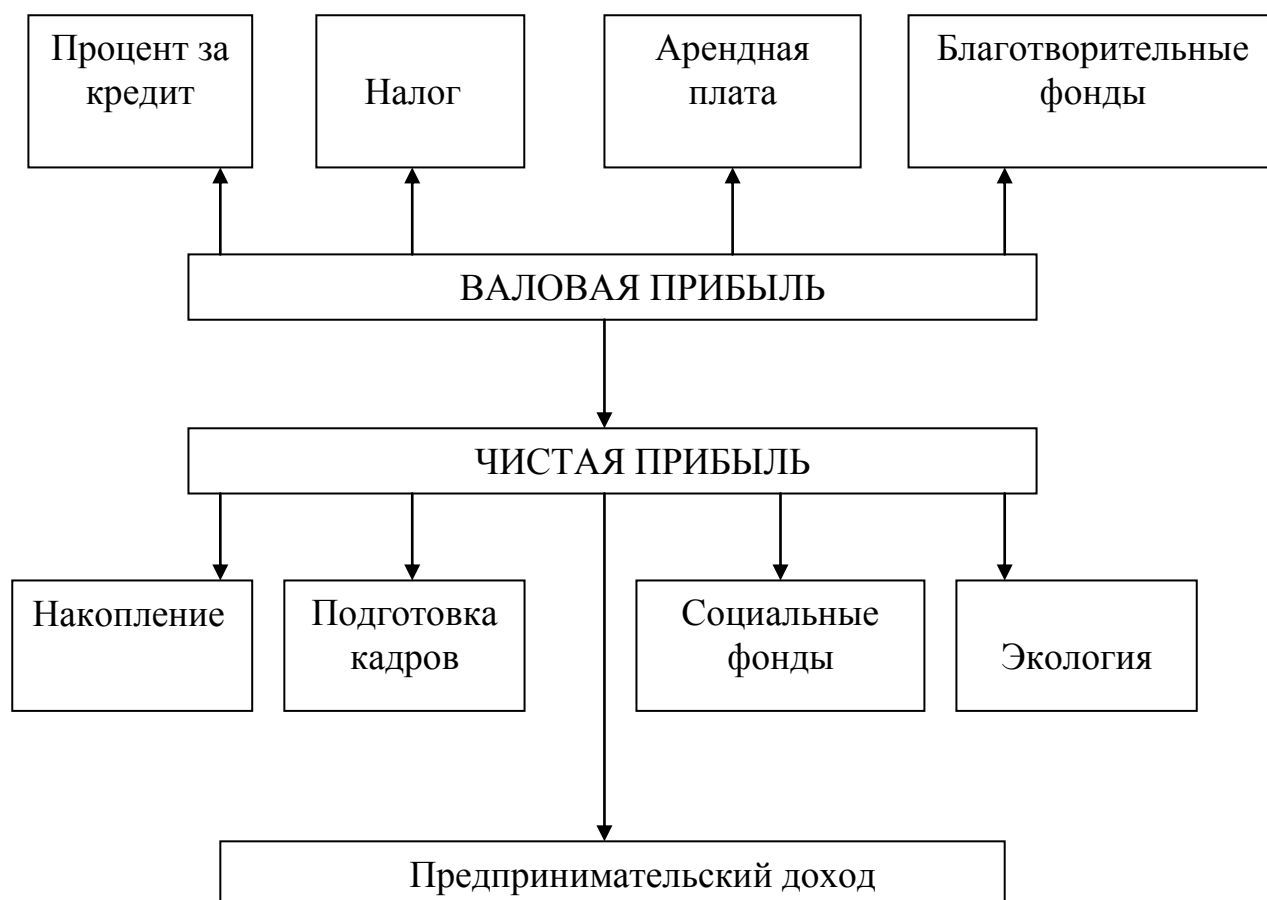 Процент за
кредит
Налог
Арендная
плата
Благотворительные
фонды
ВАЛОВАЯ ПРИБЫЛЬ
ЧИСТАЯ ПРИБЫЛЬ
Накопление
Подготовка
кадров
Социальные
фонды
Экология
Предпринимательский доход